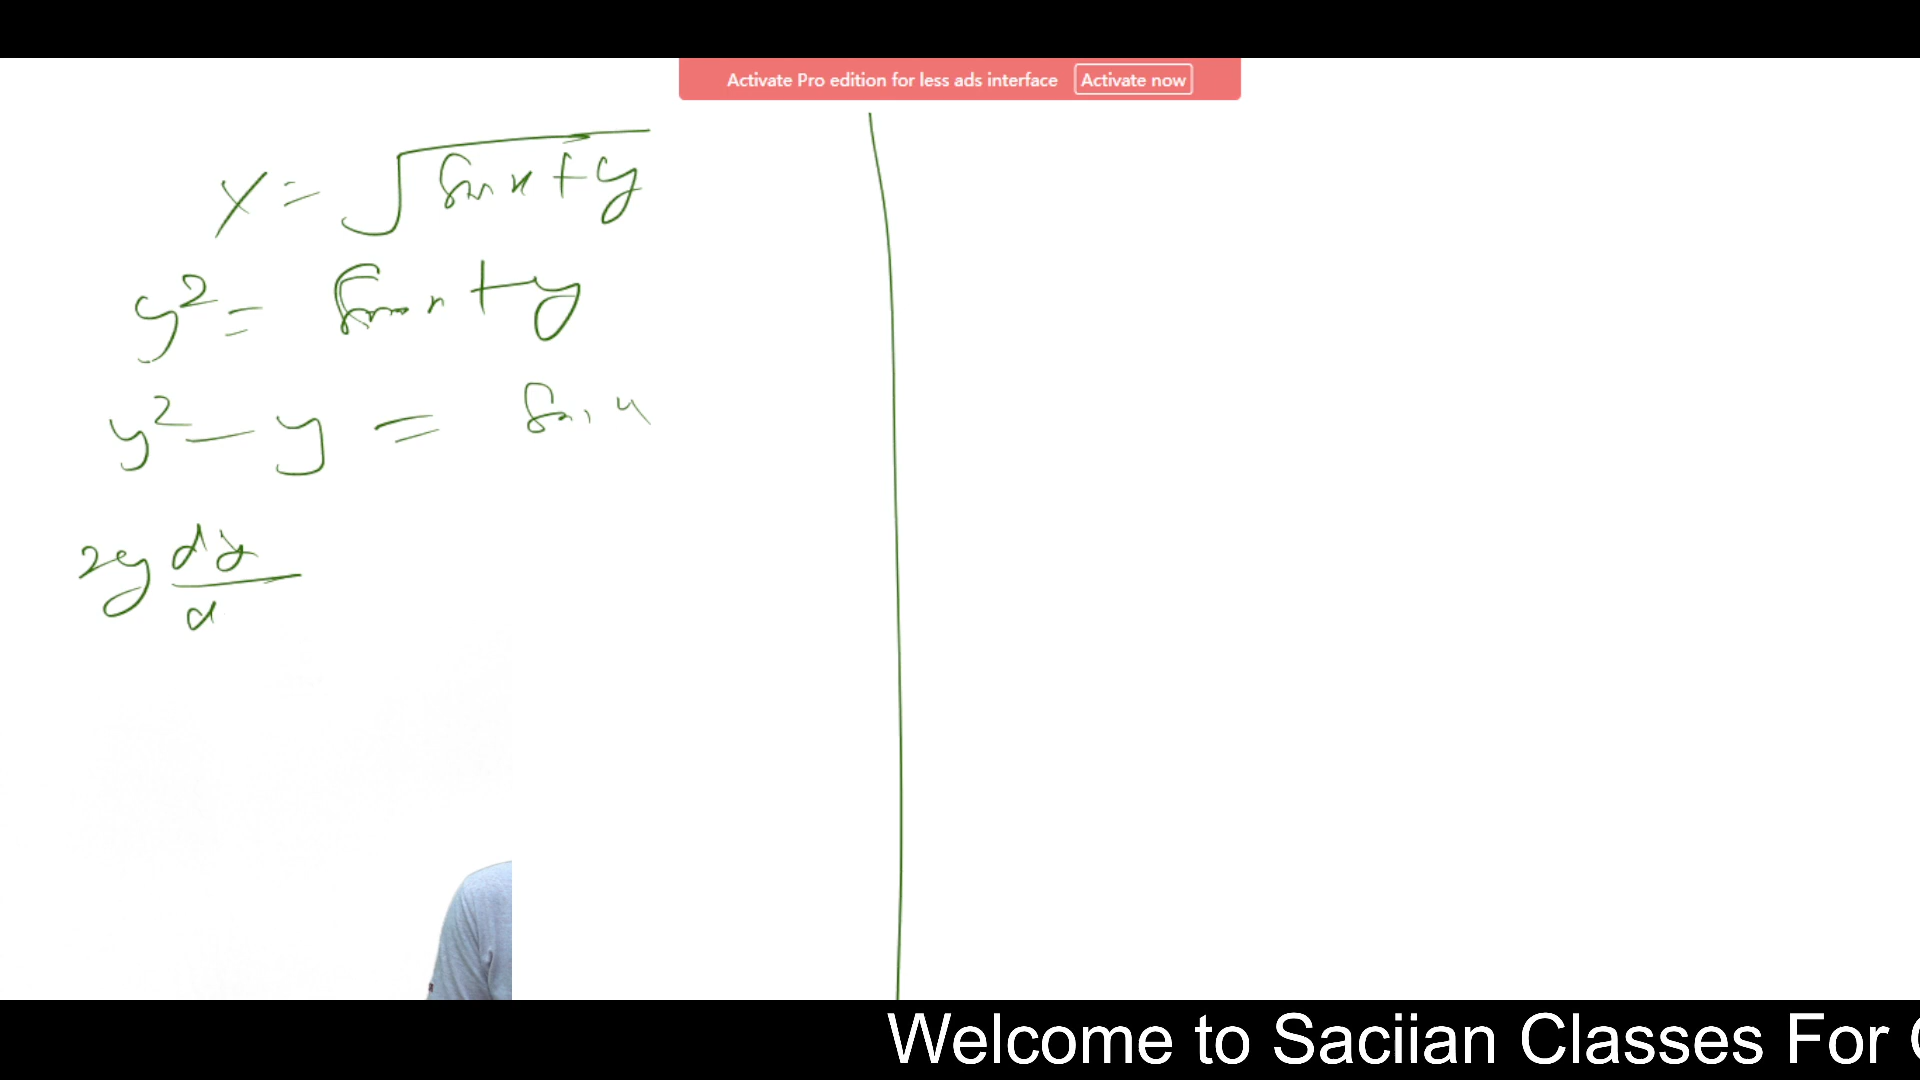 Activate Pro edition for less ads interface Activate now
y = √(sin x + y)
y² = sin x + y
y² - y = sin x
2y dy/d
Welcome to Saciian Classes For